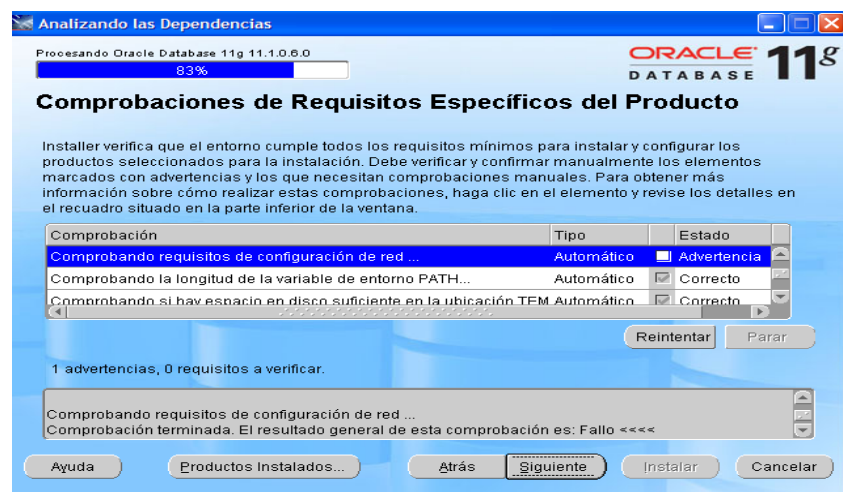 Analizando las Dependencias
Procesando Oracle Database 11g 11.1.0.6.0
83%
ORACLE
DATABASE 11g
Comprobaciones de Requisitos Específicos del Producto
Installer verifica que el entorno cumple todos los requisitos mínimos para instalar y configurar los
productos seleccionados para la instalación. Debe verificar y confirmar manualmente los elementos
marcados con advertencias y los que necesitan comprobaciones manuales. Para obtener más
información sobre cómo realizar estas comprobaciones, haga clic en el elemento y revise los detalles en
el recuadro situado en la parte inferior de la ventana.
Comprobación Tipo Estado
Comprobando requisitos de configuración de red ... Automático Advertencia
Comprobando la longitud de la variable de entorno PATH... Automático Correcto
Comprobando si hay espacio en disco suficiente en la ubicación TEM Automático Correcto
Reintentar Parar
1 advertencias, 0 requisitos a verificar.
Comprobando requisitos de configuración de red ...
Comprobación terminada. El resultado general de esta comprobación es: Fallo <<<<
Ayuda Productos Instalados... Atrás Siguiente Instalar Cancelar